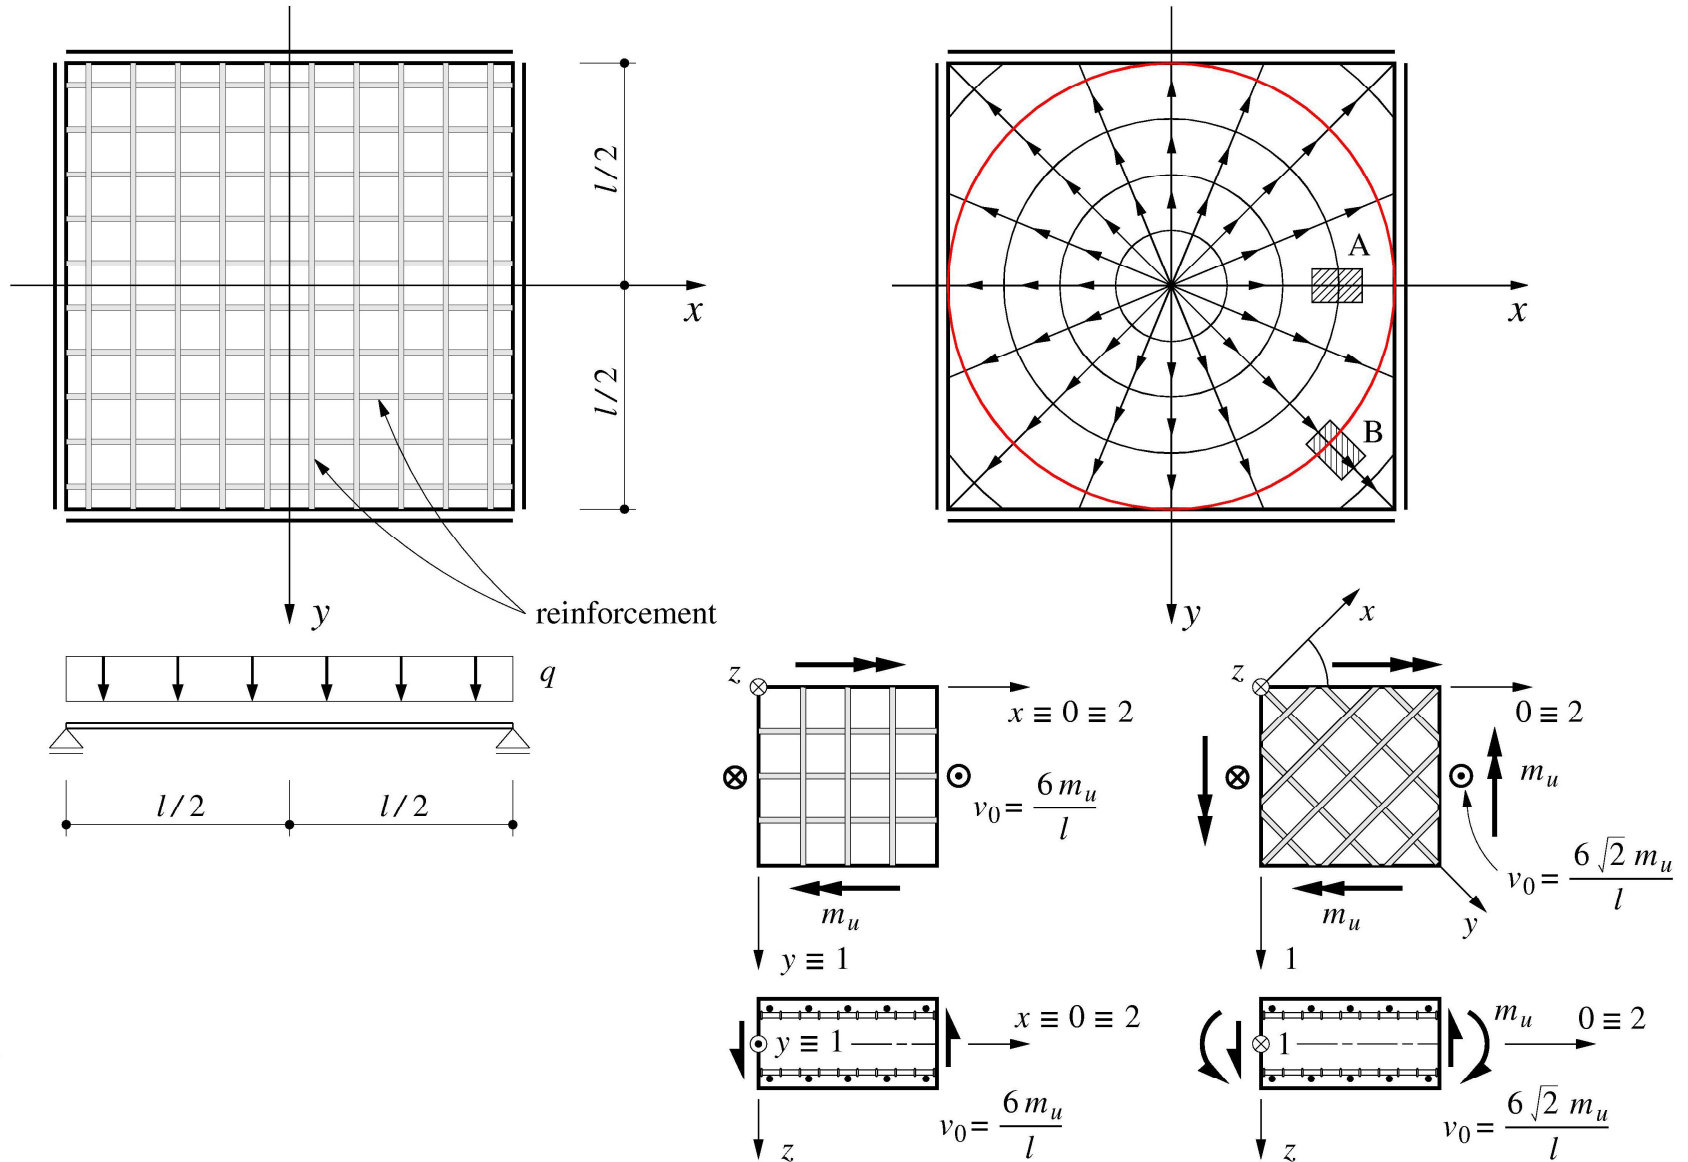 l/2
l/2
x
y
reinforcement
q
l/2
l/2
A
B
x
y
z
x ≡ 0 ≡ 2
v₀ = 6 mᵤ / l
mᵤ
y ≡ 1
x ≡ 0 ≡ 2
y ≡ 1
v₀ = 6 mᵤ / l
z
x
z
0 ≡ 2
mᵤ
v₀ = 6 √2 mᵤ / l
mᵤ
y
1
mᵤ
0 ≡ 2
1
v₀ = 6 √2 mᵤ / l
z